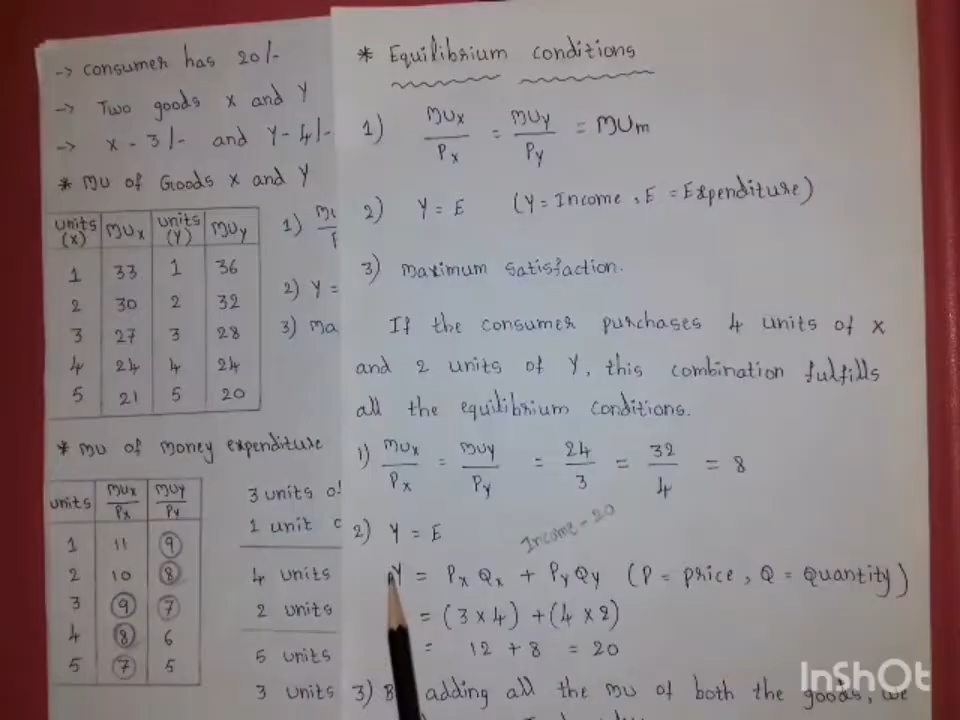 -> Consumer has 20/-
-> Two goods X and Y
-> X - 3/- and Y - 4/-
* MU of Goods X and Y
units (X) MUx units (Y) MUy
1 33 1 36
2 30 2 32
3 27 3 28
4 24 4 24
5 21 5 20
1)
2) Y =
3) Ma
* MU of money expenditure
units MUx/Px MUy/Py
1 11 9
2 10 8
3 9 7
4 8 6
5 7 5
3 units of
1 unit
4 units
2 units
5 units
3 units
* Equilibrium conditions
1) MUx/Px = MUy/Py = MUm
2) Y = E (Y = Income, E = Expenditure)
3) Maximum satisfaction.
If the consumer purchases 4 units of X
and 2 units of Y, this combination fulfills
all the equilibrium conditions.
1) MUx/Px = MUy/Py = 24/3 = 32/4 = 8
2) Y = E
Income = 20
Y = Px Qx + Py Qy (P = price, Q = Quantity)
= (3 x 4) + (4 x 2)
= 12 + 8 = 20
3) adding all the MU of both the goods, we
InShOt